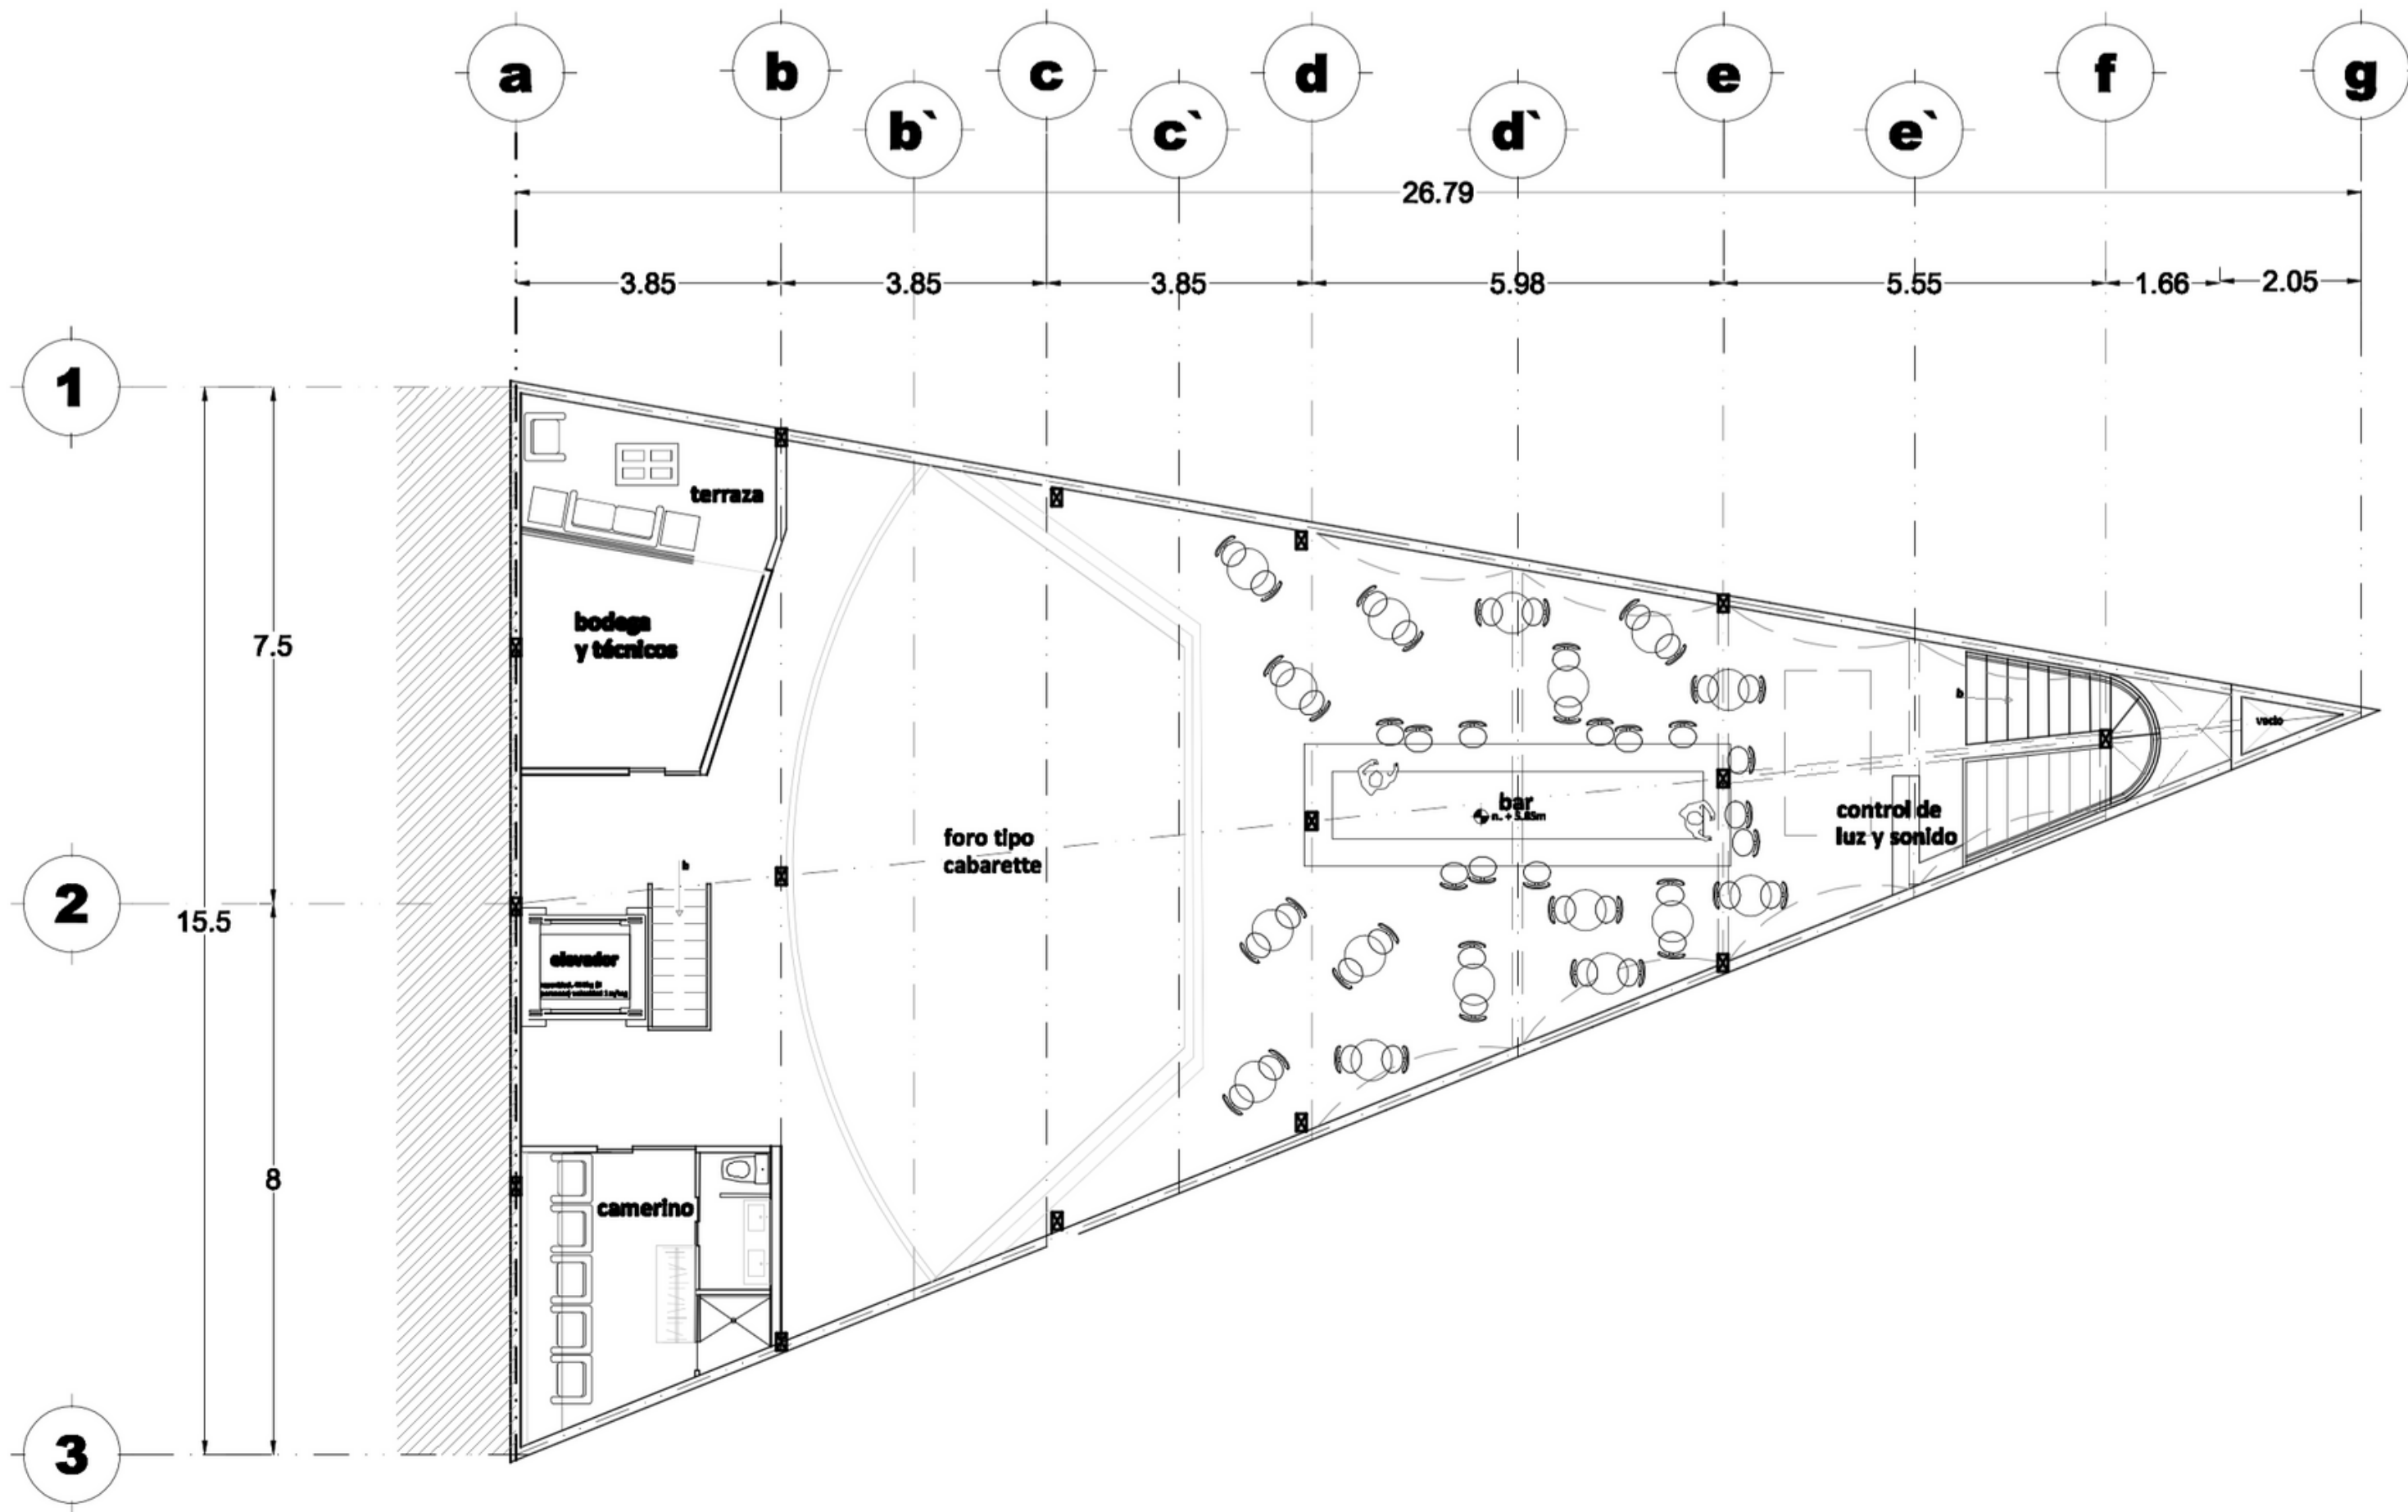 a
b
c
d
e
f
g
b`
c`
d`
e`
26.79
3.85
3.85
3.85
5.98
5.55
1.66
2.05
1
7.5
2
15.5
8
3
terraza
bodega
y técnicos
b
vacio
bar
n. + 5.85m
control de
luz y sonido
foro tipo
cabarette
b
elevador
camerino